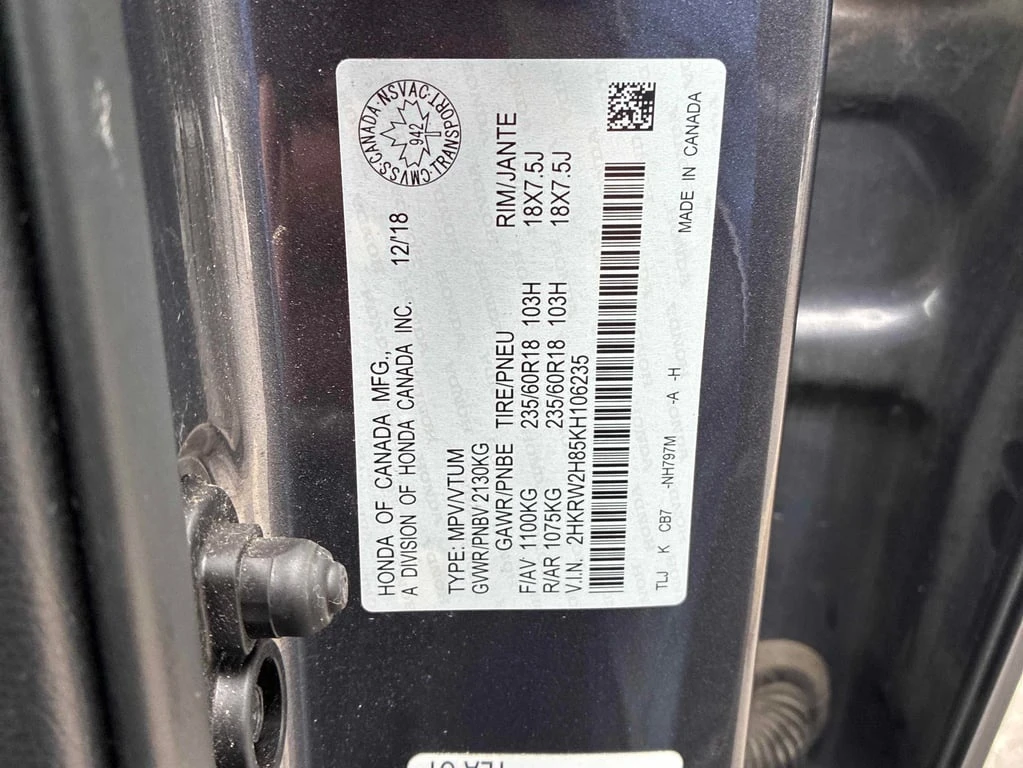 HONDA OF CANADA MFG.,
A DIVISION OF HONDA CANADA INC. 12/'18
CMVSS·CANADA·NSVAC·TRANSPORT·
942
TYPE: MPV/VTUM
GVWR/PNBV 2130KG
GAWR/PNBE TIRE/PNEU RIM/JANTE
F/AV 1100KG 235/60R18 103H 18X7.5J
R/AR 1075KG 235/60R18 103H 18X7.5J
V.I.N. 2HKRW2H85KH106235
TLJ K CB7 -NH797M -A -H MADE IN CANADA